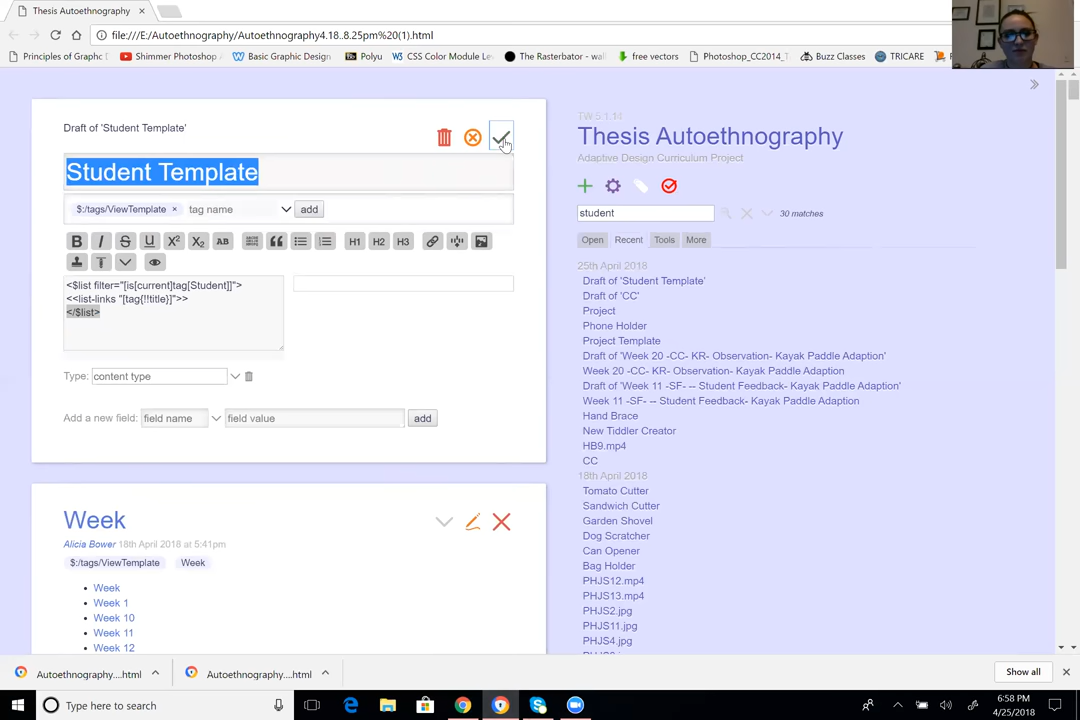 Thesis Autoethnography
file:///E:/Autoethnography/Autoethnography4.18..8.25pm%20(1).html
Principles of Graphic D
Shimmer Photoshop A
Basic Graphic Design
Polyu
CSS Color Module Lev
The Rasterbator - wall
free vectors
Photoshop_CC2014_T
Buzz Classes
TRICARE
Draft of 'Student Template'
Student Template
$:/tags/ViewTemplate × tag name add
B I S U X² X₂ AB H1 H2 H3
<$list filter="[is[current]tag[Student]]">
<<list-links "[tag{!!title}]">>
</$list>
Type: content type
Add a new field: field name field value add
Week
Alicia Bower 18th April 2018 at 5:41pm
$:/tags/ViewTemplate Week
Week
Week 1
Week 10
Week 11
Week 12
TW 5.1.11
Thesis Autoethnography
Adaptive Design Curriculum Project
student 30 matches
Open Recent Tools More
25th April 2018
Draft of 'Student Template'
Draft of 'CC'
Project
Phone Holder
Project Template
Draft of 'Week 20 -CC- KR- Observation- Kayak Paddle Adaption'
Week 20 -CC- KR- Observation- Kayak Paddle Adaption
Draft of 'Week 11 -SF- -- Student Feedback- Kayak Paddle Adaption'
Week 11 -SF- -- Student Feedback- Kayak Paddle Adaption
Hand Brace
New Tiddler Creator
HB9.mp4
CC
18th April 2018
Tomato Cutter
Sandwich Cutter
Garden Shovel
Dog Scratcher
Can Opener
Bag Holder
PHJS12.mp4
PHJS13.mp4
PHJS2.jpg
PHJS11.jpg
PHJS4.jpg
Autoethnography....html
Autoethnography....html
Show all
Type here to search
6:58 PM
4/25/2018